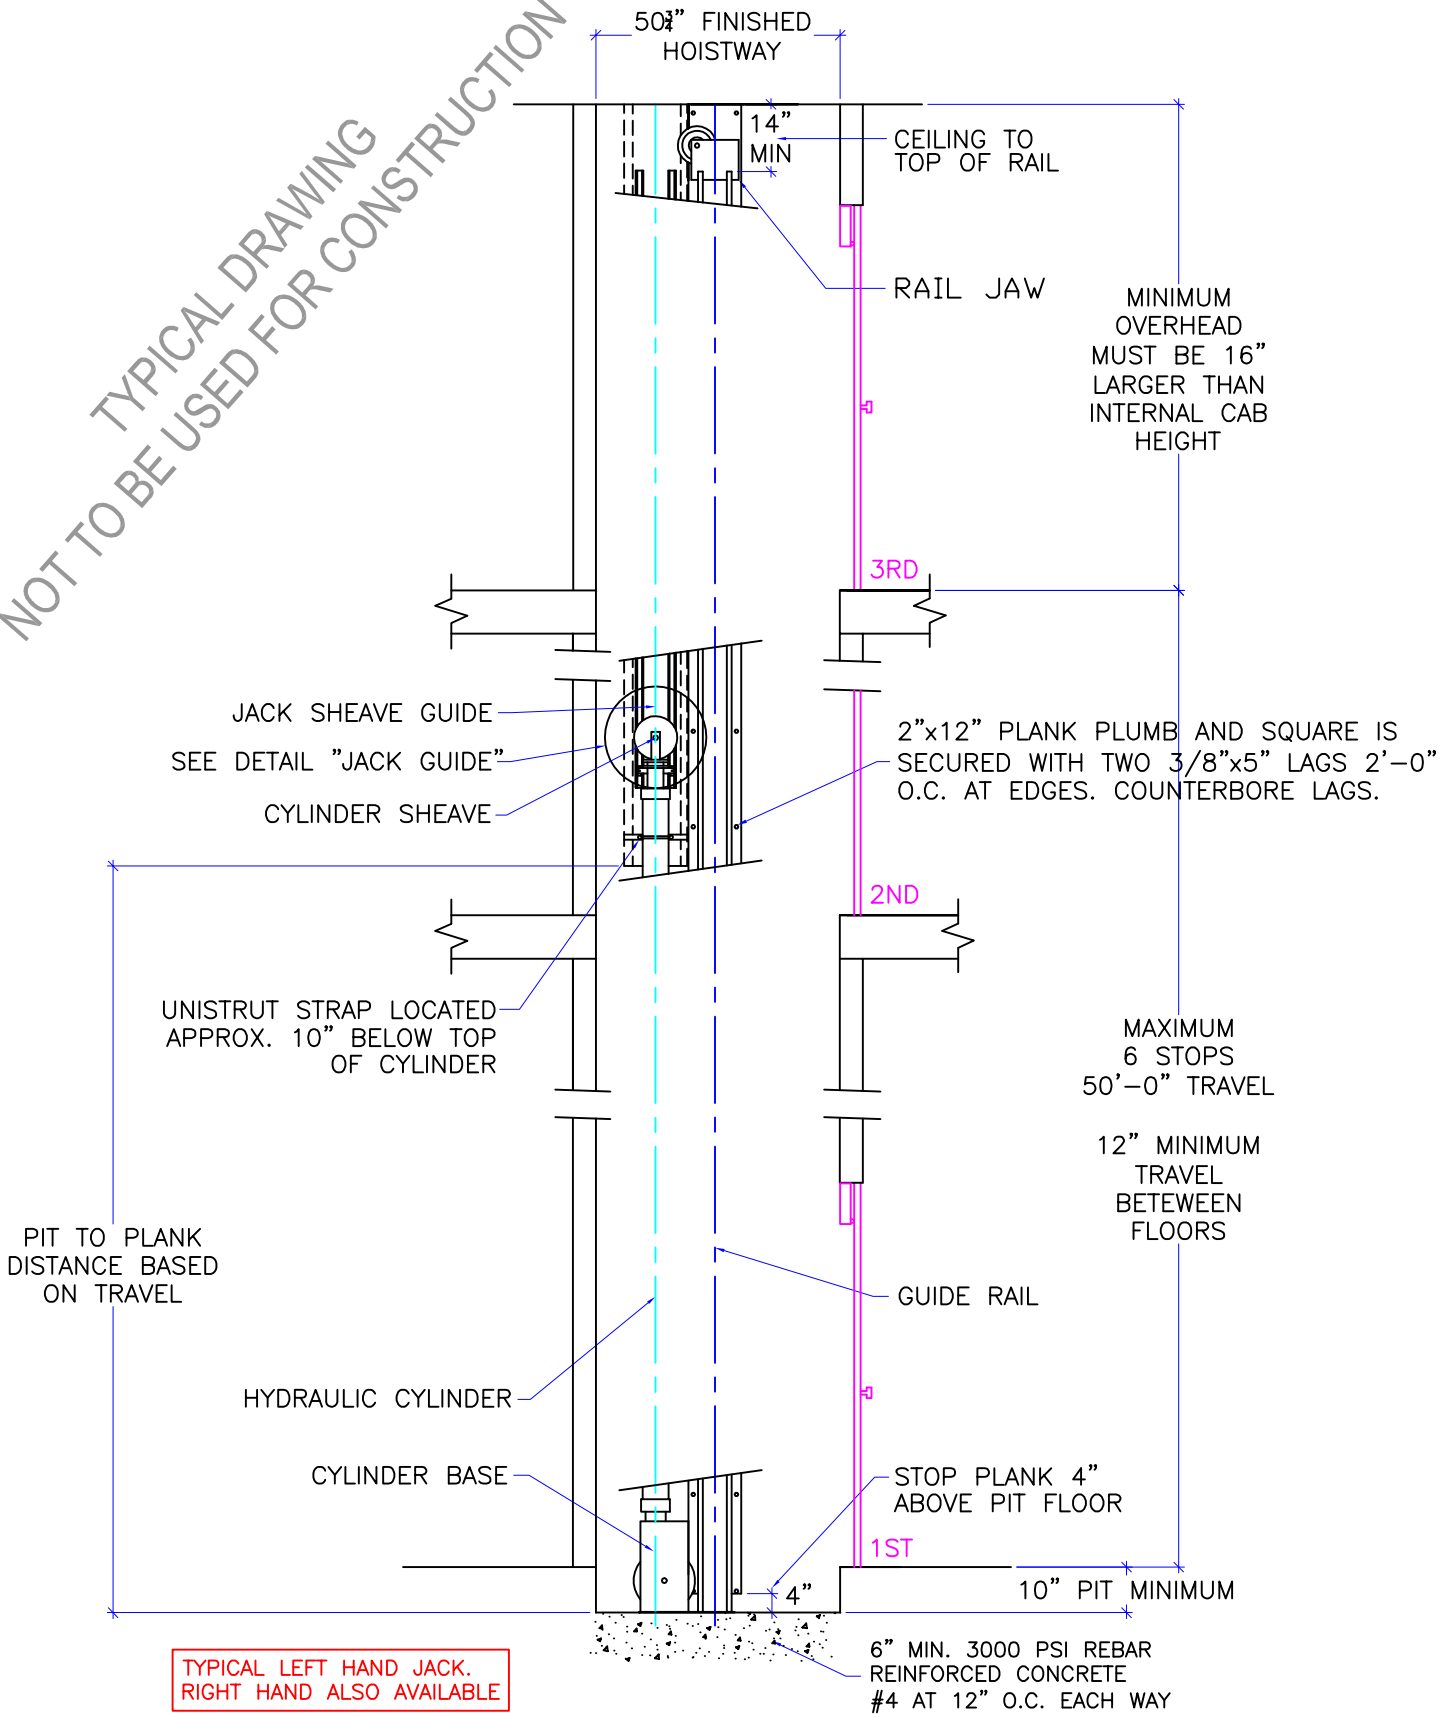 50¾” FINISHED
HOISTWAY
TYPICAL DRAWING
NOT TO BE USED FOR CONSTRUCTION
14”
MIN
CEILING TO
TOP OF RAIL
RAIL JAW
MINIMUM
OVERHEAD
MUST BE 16”
LARGER THAN
INTERNAL CAB
HEIGHT
3RD
JACK SHEAVE GUIDE
SEE DETAIL ”JACK GUIDE”
CYLINDER SHEAVE
2”x12” PLANK PLUMB AND SQUARE IS
SECURED WITH TWO 3/8”x5” LAGS 2’–0”
O.C. AT EDGES. COUNTERBORE LAGS.
2ND
UNISTRUT STRAP LOCATED
APPROX. 10” BELOW TOP
OF CYLINDER
MAXIMUM
6 STOPS
50’–0” TRAVEL
12” MINIMUM
TRAVEL
BETEWEEN
FLOORS
PIT TO PLANK
DISTANCE BASED
ON TRAVEL
GUIDE RAIL
HYDRAULIC CYLINDER
CYLINDER BASE
STOP PLANK 4”
ABOVE PIT FLOOR
1ST
4”
10” PIT MINIMUM
6” MIN. 3000 PSI REBAR
REINFORCED CONCRETE
#4 AT 12” O.C. EACH WAY
TYPICAL LEFT HAND JACK.
RIGHT HAND ALSO AVAILABLE